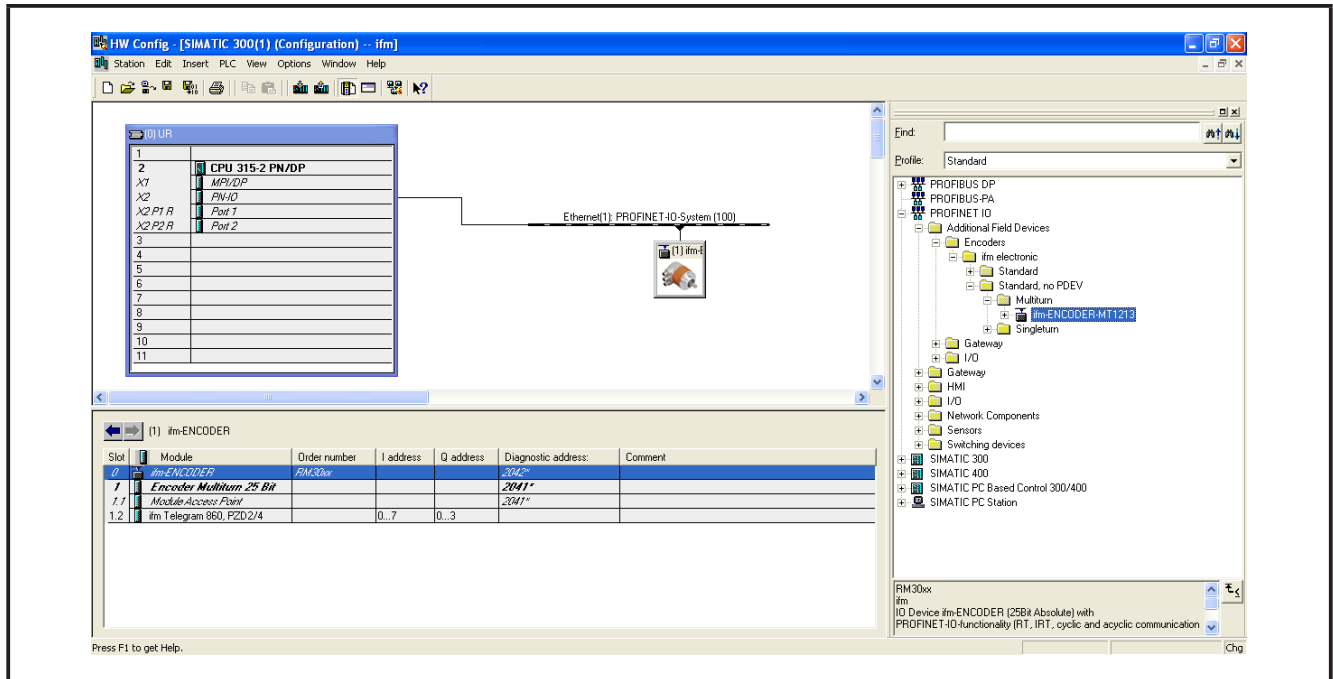 HW Config - [SIMATIC 300(1) (Configuration) -- ifm]
Station Edit Insert PLC View Options Window Help
(0) UR
1
2 CPU 315-2 PN/DP
X1 MPI/DP
X2 PN-IO
X2 P1 R Port 1
X2 P2 R Port 2
3
4
5
6
7
8
9
10
11
Ethernet(1): PROFINET-IO-System (100)
(1) ifm-E
(1) ifm-ENCODER
Slot Module Order number I address Q address Diagnostic address: Comment
0 ifm-ENCODER RM30xx 2042*
1 Encoder Multiturn 25 Bit 2041*
1.1 Module Access Point 2041*
1.2 ifm Telegram 860, PZD2/4 0...7 0...3
Find:
Profile: Standard
PROFIBUS DP
PROFIBUS-PA
PROFINET IO
Additional Field Devices
Encoders
ifm electronic
Standard
Standard, no PDEV
Multiturn
ifm-ENCODER-MT1213
Singleturn
Gateway
I/O
Gateway
HMI
I/O
Network Components
Sensors
Switching devices
SIMATIC 300
SIMATIC 400
SIMATIC PC Based Control 300/400
SIMATIC PC Station
RM30xx
ifm
IO Device ifm-ENCODER (25Bit Absolute) with
PROFINET-IO-functionality (RT, IRT, cyclic and acyclic communication
Press F1 to get Help.
Chg